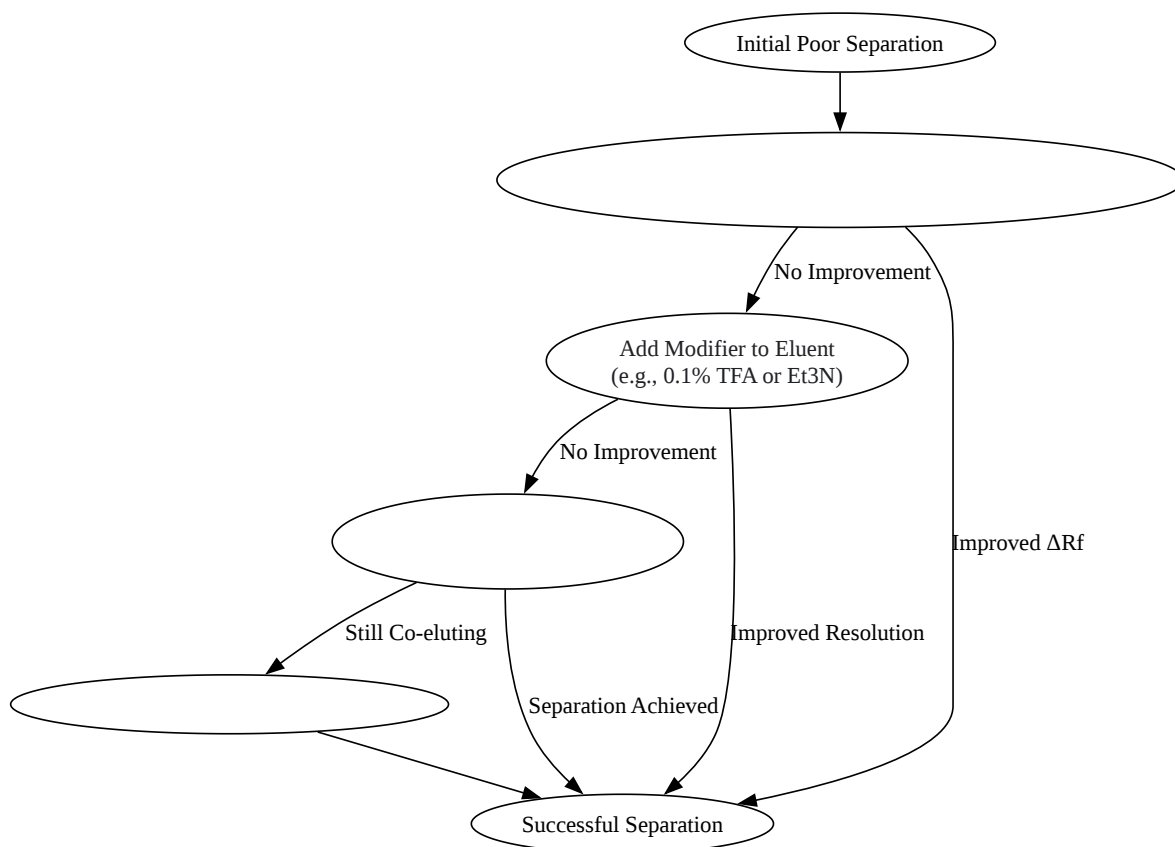 Initial Poor Separation
No Improvement
Add Modifier to Eluent
(e.g., 0.1% TFA or Et3N)
No Improvement
Improved ΔRf
Still Co-eluting
Improved Resolution
Separation Achieved
Successful Separation